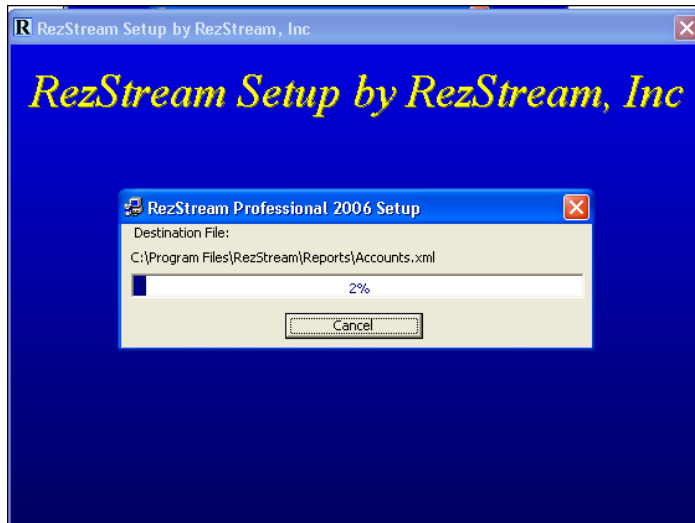 R RezStream Setup by RezStream, Inc
RezStream Setup by RezStream, Inc
RezStream Professional 2006 Setup
Destination File:
C:\Program Files\RezStream\Reports\Accounts.xml
2%
Cancel